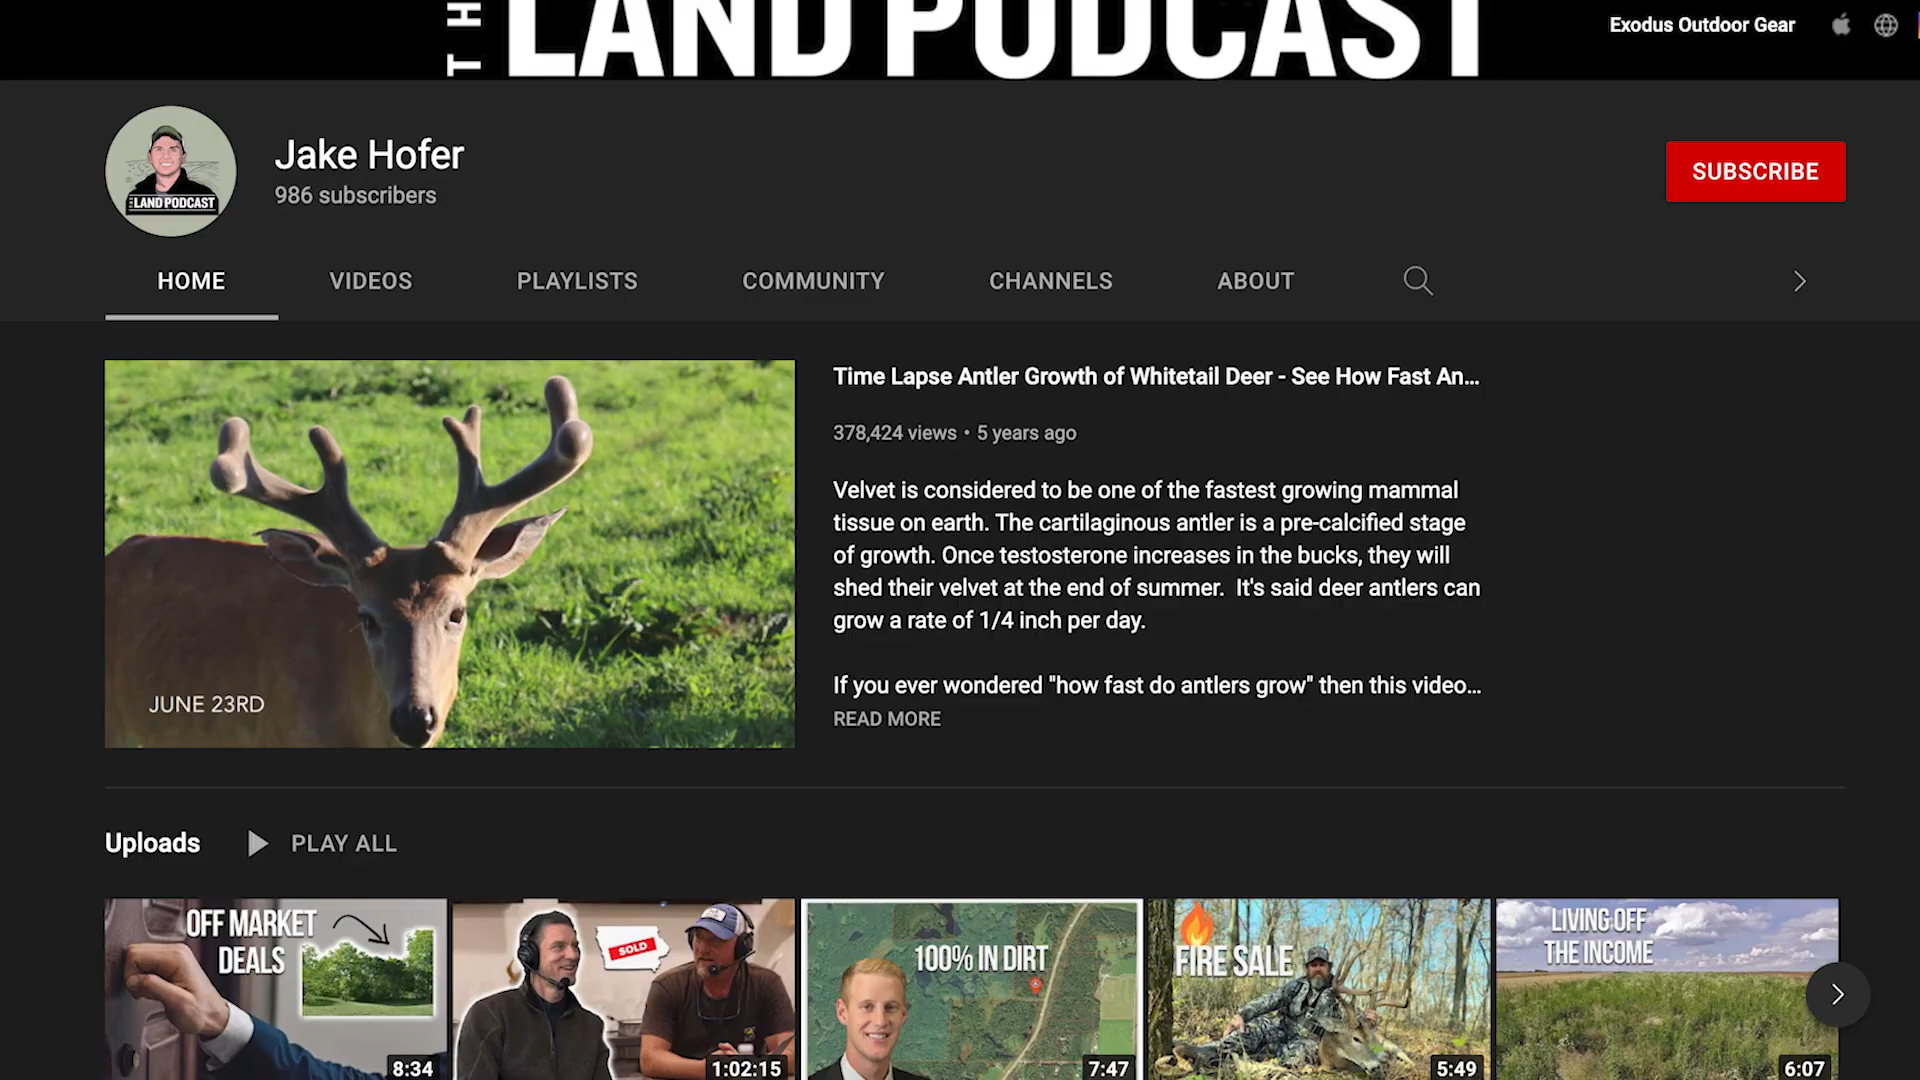 THE LAND PODCAST
Exodus Outdoor Gear
LAND PODCAST
Jake Hofer
986 subscribers
SUBSCRIBE
HOME VIDEOS PLAYLISTS COMMUNITY CHANNELS ABOUT
Time Lapse Antler Growth of Whitetail Deer - See How Fast An...
378,424 views • 5 years ago
Velvet is considered to be one of the fastest growing mammal
tissue on earth. The cartilaginous antler is a pre-calcified stage
of growth. Once testosterone increases in the bucks, they will
shed their velvet at the end of summer.  It's said deer antlers can
grow a rate of 1/4 inch per day.
If you ever wondered "how fast do antlers grow" then this video...
READ MORE
JUNE 23RD
Uploads PLAY ALL
OFF MARKET
DEALS
8:34
SOLD
1:02:15
100% IN DIRT
7:47
FIRE SALE
5:49
LIVING OFF
THE INCOME
6:07